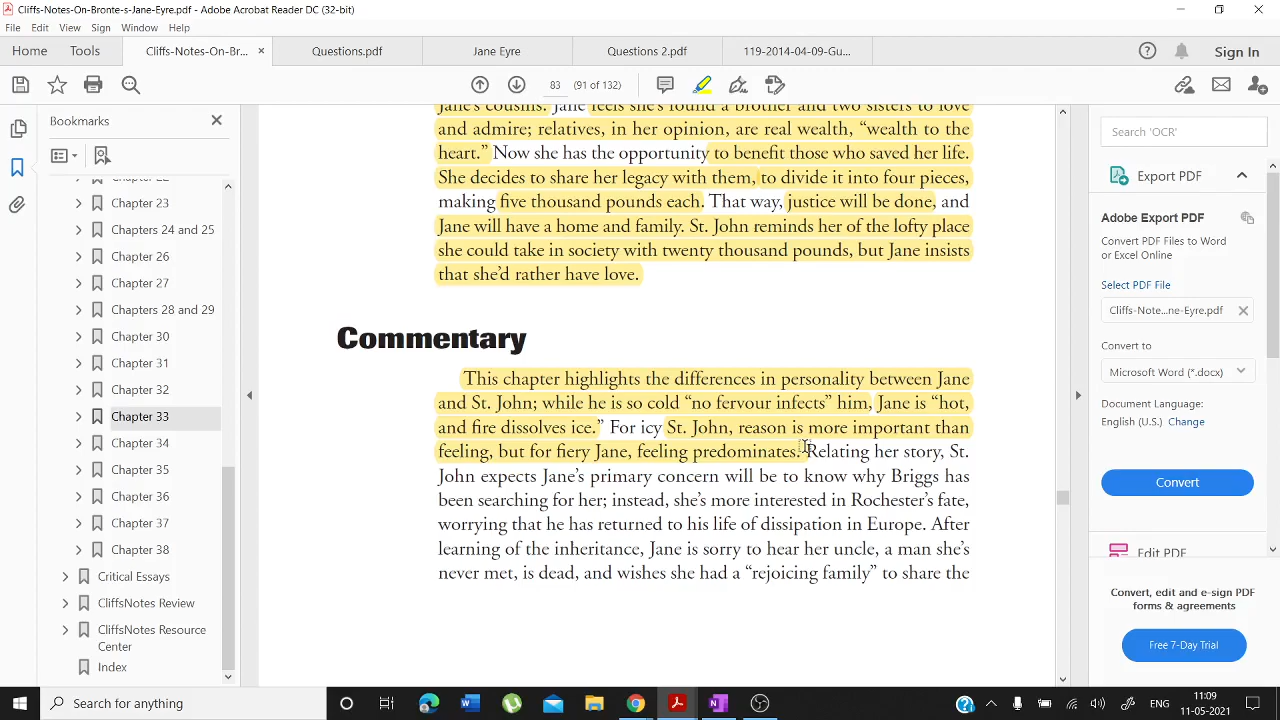 Cliffs-Notes-On-Bronte-s-Jane-Eyre.pdf - Adobe Acrobat Reader DC (32-bit)
File Edit View Sign Window Help
Home Tools Cliffs-Notes-On-Br... × Questions.pdf Jane Eyre Questions 2.pdf 119-2014-04-09-Gu... Sign In
83 (91 of 132)
Bookmarks
Chapter 22
Chapter 23
Chapters 24 and 25
Chapter 26
Chapter 27
Chapters 28 and 29
Chapter 30
Chapter 31
Chapter 32
Chapter 33
Chapter 34
Chapter 35
Chapter 36
Chapter 37
Chapter 38
Critical Essays
CliffsNotes Review
CliffsNotes Resource
Center
Index
Jane's cousins. Jane feels she's found a brother and two sisters to love
and admire; relatives, in her opinion, are real wealth, “wealth to the
heart.” Now she has the opportunity to benefit those who saved her life.
She decides to share her legacy with them, to divide it into four pieces,
making five thousand pounds each. That way, justice will be done, and
Jane will have a home and family. St. John reminds her of the lofty place
she could take in society with twenty thousand pounds, but Jane insists
that she’d rather have love.
Commentary
This chapter highlights the differences in personality between Jane
and St. John; while he is so cold “no fervour infects” him, Jane is “hot,
and fire dissolves ice.” For icy St. John, reason is more important than
feeling, but for fiery Jane, feeling predominates. Relating her story, St.
John expects Jane’s primary concern will be to know why Briggs has
been searching for her; instead, she’s more interested in Rochester’s fate,
worrying that he has returned to his life of dissipation in Europe. After
learning of the inheritance, Jane is sorry to hear her uncle, a man she’s
never met, is dead, and wishes she had a “rejoicing family” to share the
Search 'OCR'
Export PDF
Adobe Export PDF
Convert PDF Files to Word
or Excel Online
Select PDF File
Cliffs-Note...ne-Eyre.pdf
Convert to
Microsoft Word (*.docx)
Document Language:
English (U.S.) Change
Convert
Edit PDF
Convert, edit and e-sign PDF
forms & agreements
Free 7-Day Trial
Search for anything
ENG
11:09
11-05-2021